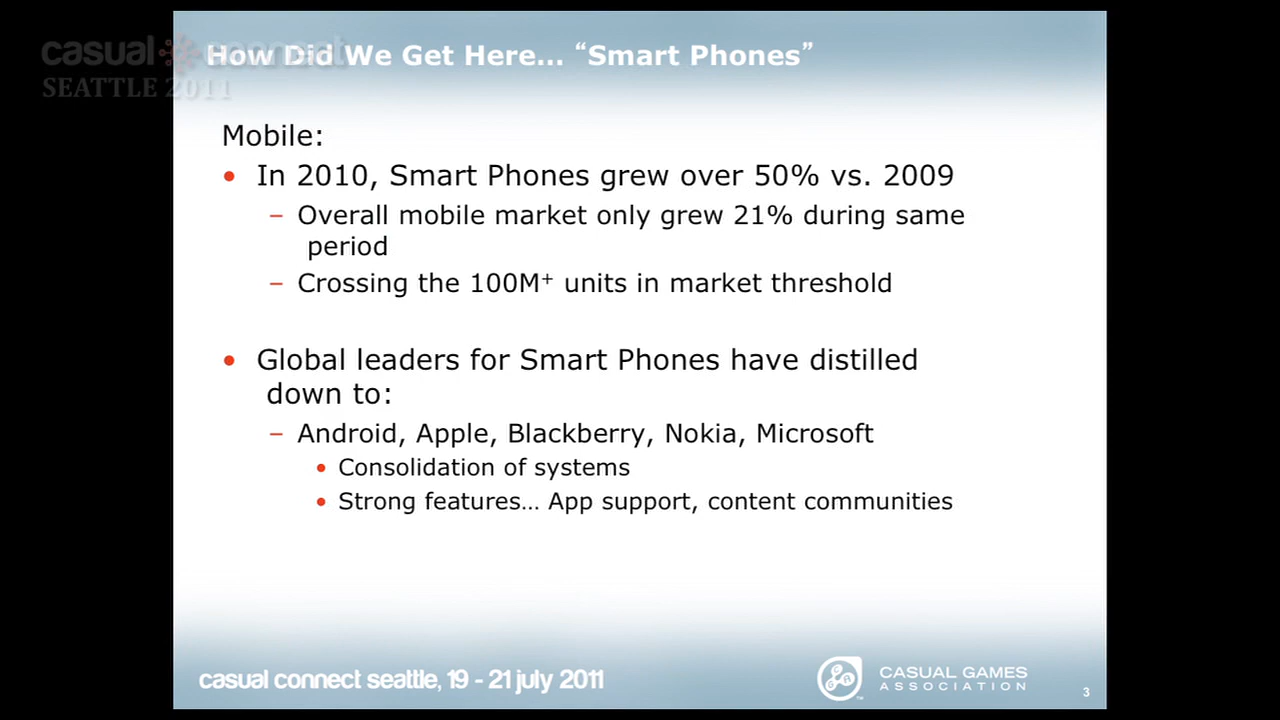 casual connect
SEATTLE 2011
How Did We Get Here... “Smart Phones”
Mobile:
• In 2010, Smart Phones grew over 50% vs. 2009
– Overall mobile market only grew 21% during same
period
– Crossing the 100M⁺ units in market threshold
• Global leaders for Smart Phones have distilled
down to:
– Android, Apple, Blackberry, Nokia, Microsoft
• Consolidation of systems
• Strong features... App support, content communities
casual connect seattle, 19 - 21 july 2011
CGA
CASUAL GAMES
ASSOCIATION
TM
3